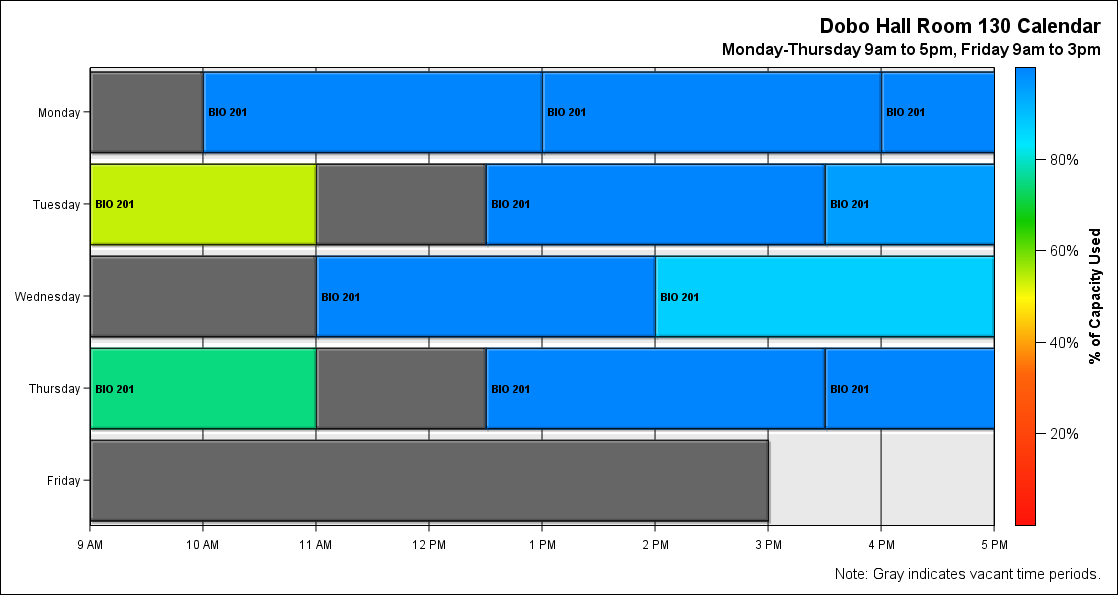 Dobo Hall Room 130 Calendar
Monday-Thursday 9am to 5pm, Friday 9am to 3pm
Monday
BIO 201
BIO 201
BIO 201
Tuesday
BIO 201
BIO 201
BIO 201
Wednesday
BIO 201
BIO 201
Thursday
BIO 201
BIO 201
BIO 201
Friday
9 AM
10 AM
11 AM
12 PM
1 PM
2 PM
3 PM
4 PM
5 PM
80%
60%
40%
20%
% of Capacity Used
Note: Gray indicates vacant time periods.